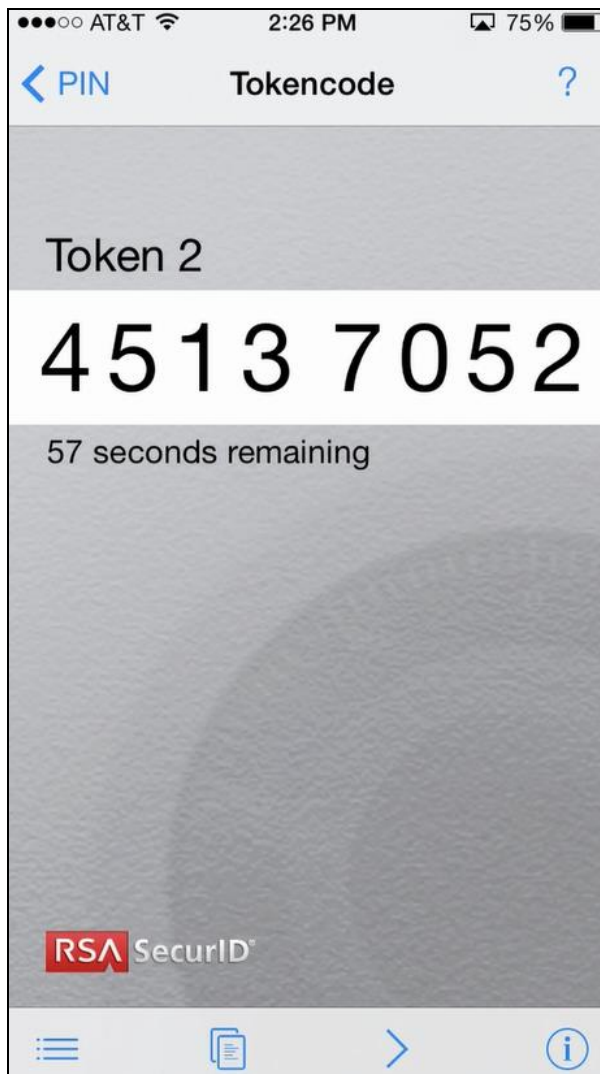 AT&T 2:26 PM 75%
PIN Tokencode ?
Token 2
4513 7052
57 seconds remaining
RSA SecurID®